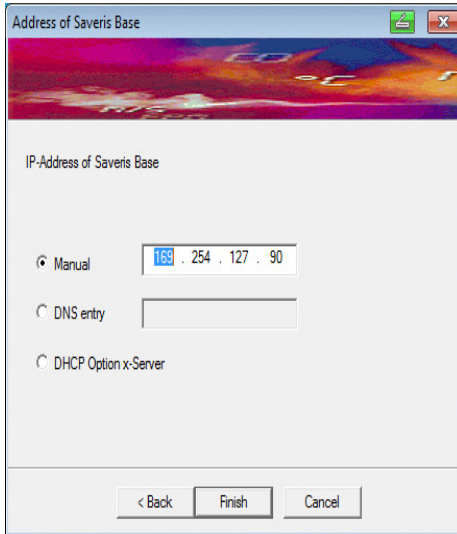 Address of Saveris Base
CO
°C
IP-Address of Saveris Base
Manual
169 . 254 . 127 . 90
DNS entry
DHCP Option x-Server
< Back
Finish
Cancel